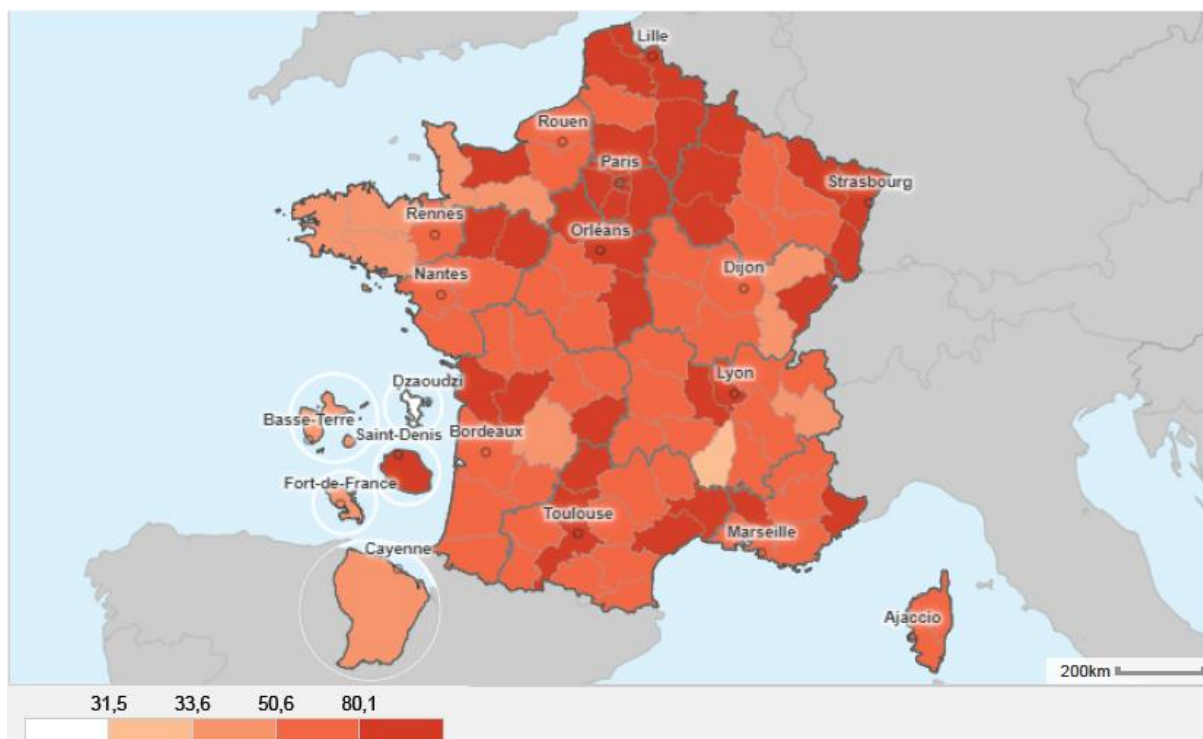 Lille
Rouen
Paris
Strasbourg
Rennes
Orléans
Nantes
Dijon
Dzaoudzi
Lyon
Basse-Terre
Saint-Denis
Bordeaux
Fort-de-France
Toulouse
Marseille
Cayenne
Ajaccio
200km
31,5 33,6 50,6 80,1